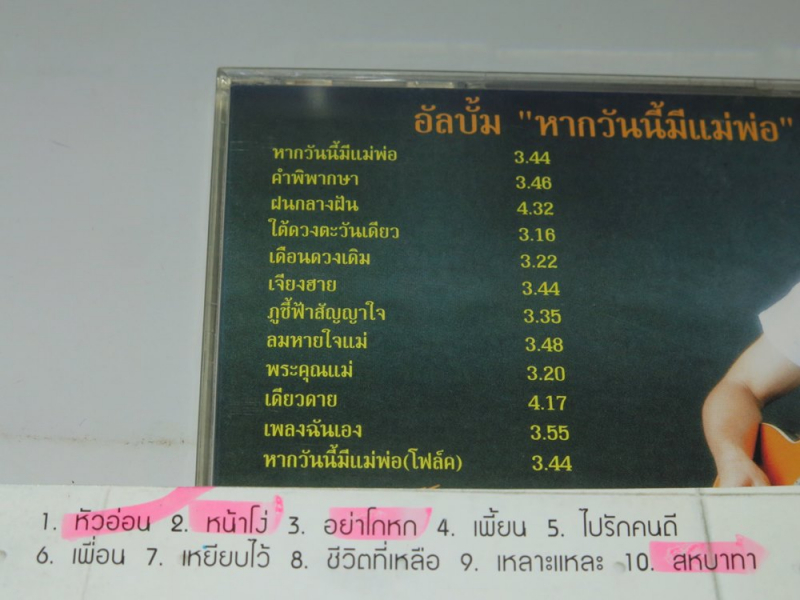 อัลบั้ม "หากวันนี้มีแม่พ่อ"
หากวันนี้มีแม่พ่อ 3.44
คำพิพากษา 3.46
ฝนกลางฝัน 4.32
ใต้ดวงตะวันเดียว 3.16
เดือนดวงเดิม 3.22
เจียงฮาย 3.44
ภูชี้ฟ้าสัญญาใจ 3.35
ลมหายใจแม่ 3.48
พระคุณแม่ 3.20
เดียวดาย 4.17
เพลงฉันเอง 3.55
หากวันนี้มีแม่พ่อ(โฟล์ค) 3.44
1. หัวอ่อน 2. หน้าโง่ 3. อย่าโกหก 4. เพี้ยน 5. ไปรักคนดี
6. เพื่อน 7. เหยียบไว้ 8. ชีวิตที่เหลือ 9. เหลาะแหละ 10. สหบาทา